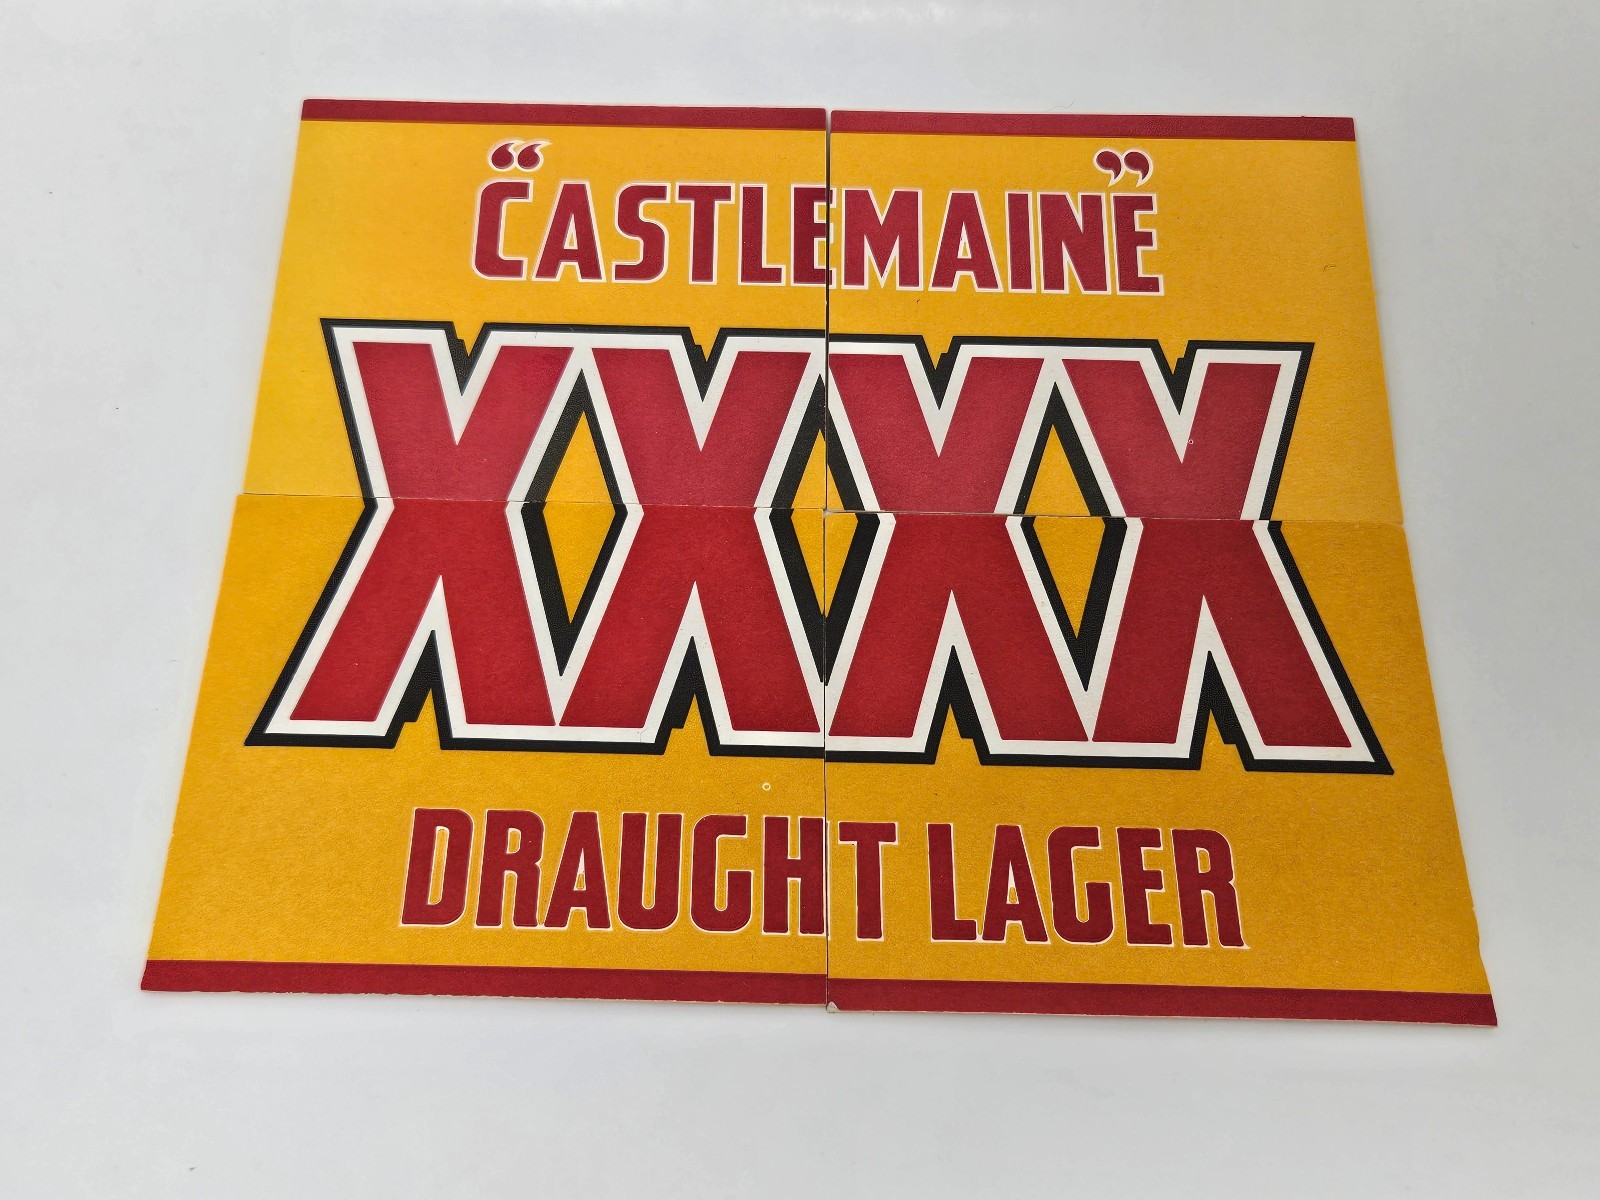 “CASTLEMAINE”
XXXX
DRAUGHT LAGER